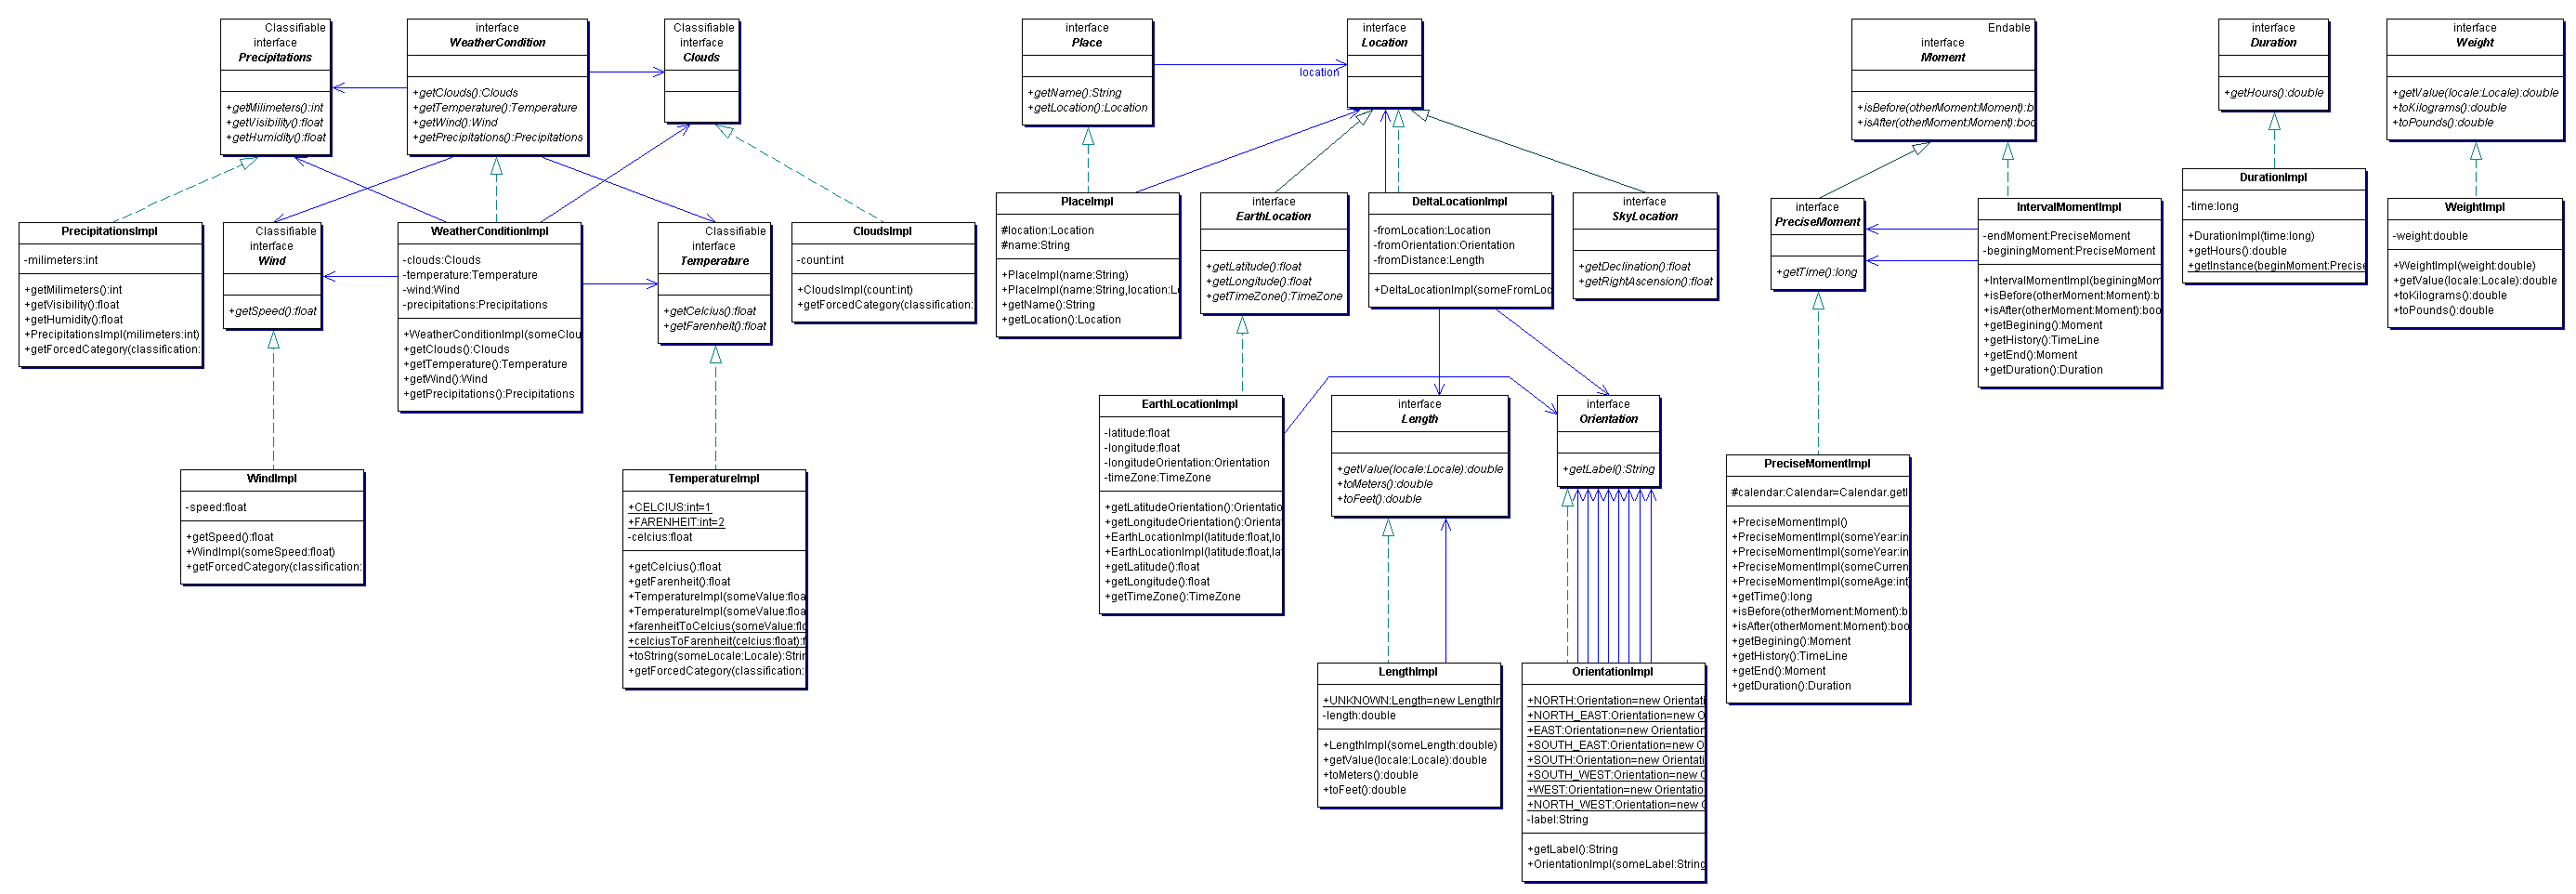 Classifiable
interface
Precipitations
+getMilimeters():int
+getVisibility():float
+getHumidity():float
interface
WeatherCondition
+getClouds():Clouds
+getTemperature():Temperature
+getWind():Wind
+getPrecipitations():Precipitations
Classifiable
interface
Clouds
PrecipitationsImpl
-milimeters:int
+getMilimeters():int
+getVisibility():float
+getHumidity():float
+PrecipitationsImpl(milimeters:int)
+getForcedCategory(classification:
Classifiable
interface
Wind
+getSpeed():float
WeatherConditionImpl
-clouds:Clouds
-temperature:Temperature
-wind:Wind
-precipitations:Precipitations
+WeatherConditionImpl(someClou
+getClouds():Clouds
+getTemperature():Temperature
+getWind():Wind
+getPrecipitations():Precipitations
Classifiable
interface
Temperature
+getCelcius():float
+getFarenheit():float
CloudsImpl
-count:int
+CloudsImpl(count:int)
+getForcedCategory(classification:
WindImpl
-speed:float
+getSpeed():float
+WindImpl(someSpeed:float)
+getForcedCategory(classification:
TemperatureImpl
+CELCIUS:int=1
+FARENHEIT:int=2
-celcius:float
+getCelcius():float
+getFarenheit():float
+TemperatureImpl(someValue:floa
+TemperatureImpl(someValue:floa
+farenheitToCelcius(someValue:flo
+celciusToFarenheit(celcius:float):f
+toString(someLocale:Locale):Strin
+getForcedCategory(classification:
interface
Place
+getName():String
+getLocation():Location
location
interface
Location
PlaceImpl
#location:Location
#name:String
+PlaceImpl(name:String)
+PlaceImpl(name:String,location:Lo
+getName():String
+getLocation():Location
interface
EarthLocation
+getLatitude():float
+getLongitude():float
+getTimeZone():TimeZone
DeltaLocationImpl
-fromLocation:Location
-fromOrientation:Orientation
-fromDistance:Length
+DeltaLocationImpl(someFromLoc
interface
SkyLocation
+getDeclination():float
+getRightAscension():float
EarthLocationImpl
-latitude:float
-longitude:float
-longitudeOrientation:Orientation
-timeZone:TimeZone
+getLatitudeOrientation():Orientatio
+getLongitudeOrientation():Orienta
+EarthLocationImpl(latitude:float,lo
+EarthLocationImpl(latitude:float,la
+getLatitude():float
+getLongitude():float
+getTimeZone():TimeZone
interface
Length
+getValue(locale:Locale):double
+toMeters():double
+toFeet():double
interface
Orientation
+getLabel():String
LengthImpl
+UNKNOWN:Length=new LengthIn
-length:double
+LengthImpl(someLength:double)
+getValue(locale:Locale):double
+toMeters():double
+toFeet():double
OrientationImpl
+NORTH:Orientation=new Orientati
+NORTH_EAST:Orientation=new O
+EAST:Orientation=new Orientation
+SOUTH_EAST:Orientation=new O
+SOUTH:Orientation=new Orientati
+SOUTH_WEST:Orientation=new O
+WEST:Orientation=new Orientatio
+NORTH_WEST:Orientation=new O
-label:String
+getLabel():String
+OrientationImpl(someLabel:String
Endable
interface
Moment
+isBefore(otherMoment:Moment):b
+isAfter(otherMoment:Moment):boo
interface
PreciseMoment
+getTime():long
IntervalMomentImpl
-endMoment:PreciseMoment
-beginingMoment:PreciseMoment
+IntervalMomentImpl(beginingMom
+isBefore(otherMoment:Moment):b
+isAfter(otherMoment:Moment):boo
+getBegining():Moment
+getHistory():TimeLine
+getEnd():Moment
+getDuration():Duration
PreciseMomentImpl
#calendar:Calendar=Calendar.getI
+PreciseMomentImpl()
+PreciseMomentImpl(someYear:in
+PreciseMomentImpl(someYear:in
+PreciseMomentImpl(someCurren
+PreciseMomentImpl(someAge:int)
+getTime():long
+isBefore(otherMoment:Moment):b
+isAfter(otherMoment:Moment):boo
+getBegining():Moment
+getHistory():TimeLine
+getEnd():Moment
+getDuration():Duration
interface
Duration
+getHours():double
DurationImpl
-time:long
+DurationImpl(time:long)
+getHours():double
+getInstance(beginMoment:Precise
interface
Weight
+getValue(locale:Locale):double
+toKilograms():double
+toPounds():double
WeightImpl
-weight:double
+WeightImpl(weight:double)
+getValue(locale:Locale):double
+toKilograms():double
+toPounds():double